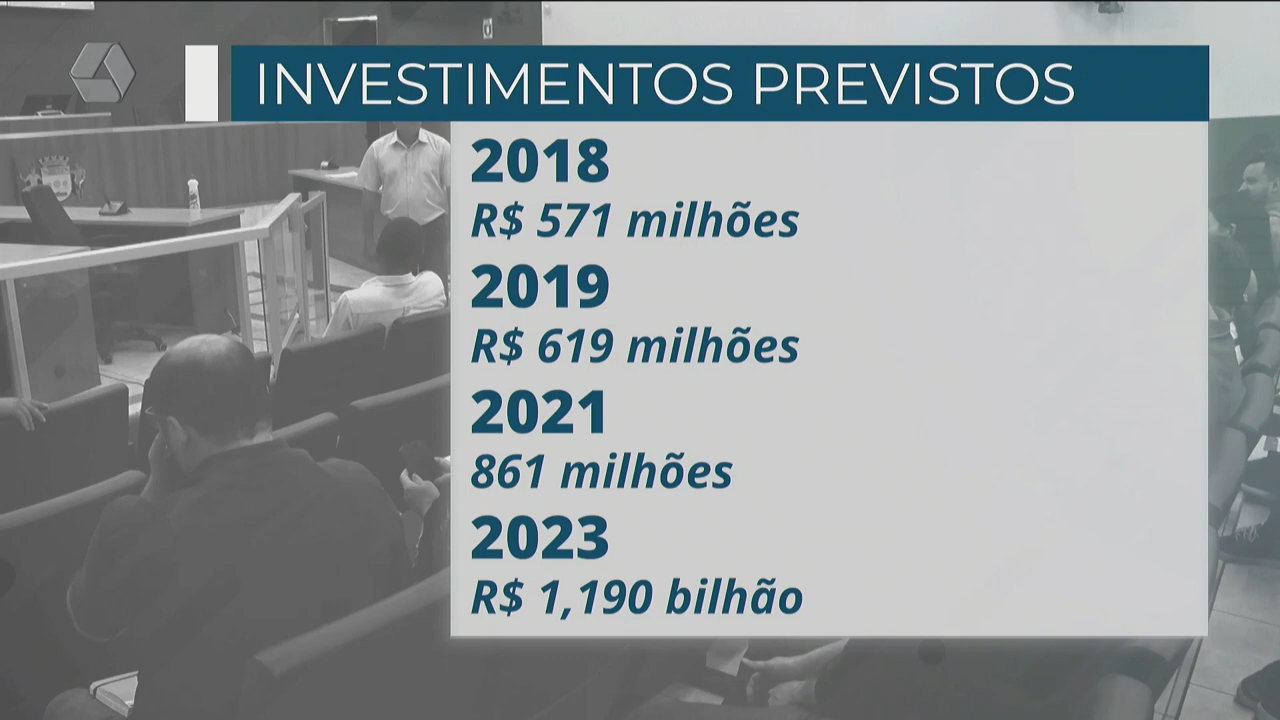 INVESTIMENTOS PREVISTOS
2018
R$ 571 milhões
2019
R$ 619 milhões
2021
861 milhões
2023
R$ 1,190 bilhão